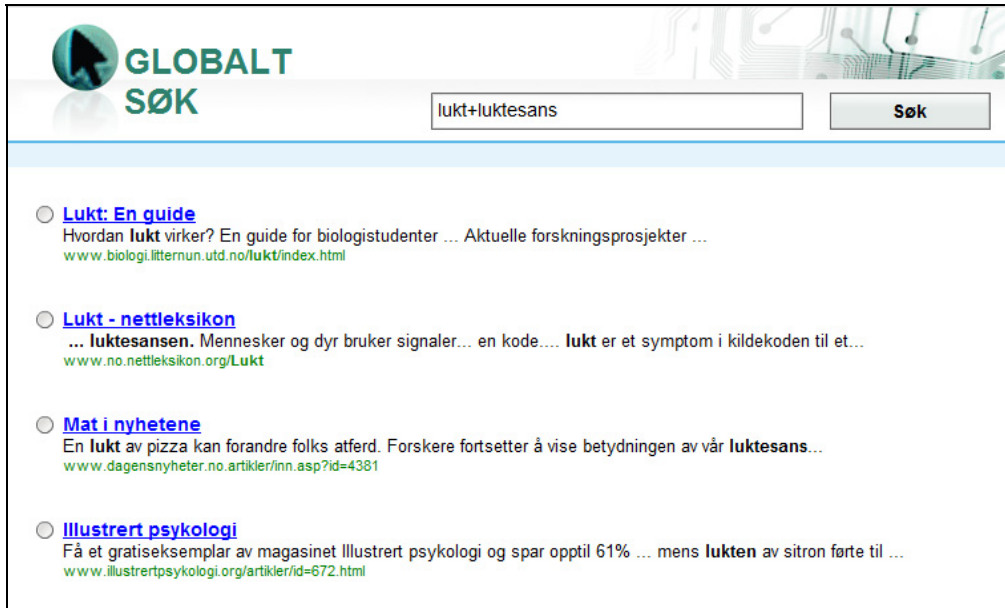 GLOBALT
SØK
lukt+luktesans
Søk
Lukt: En guide
Hvordan lukt virker? En guide for biologistudenter ... Aktuelle forskningsprosjekter ...
www.biologi.litternun.utd.no/lukt/index.html
Lukt - nettleksikon
... luktesansen. Mennesker og dyr bruker signaler... en kode.... lukt er et symptom i kildekoden til et...
www.no.nettleksikon.org/Lukt
Mat i nyhetene
En lukt av pizza kan forandre folks atferd. Forskere fortsetter å vise betydningen av vår luktesans...
www.dagensnyheter.no.artikler/inn.asp?id=4381
Illustrert psykologi
Få et gratiseksemplar av magasinet Illustrert psykologi og spar opptil 61% ... mens lukten av sitron førte til ...
www.illustrertpsykologi.org/artikler/id=672.html